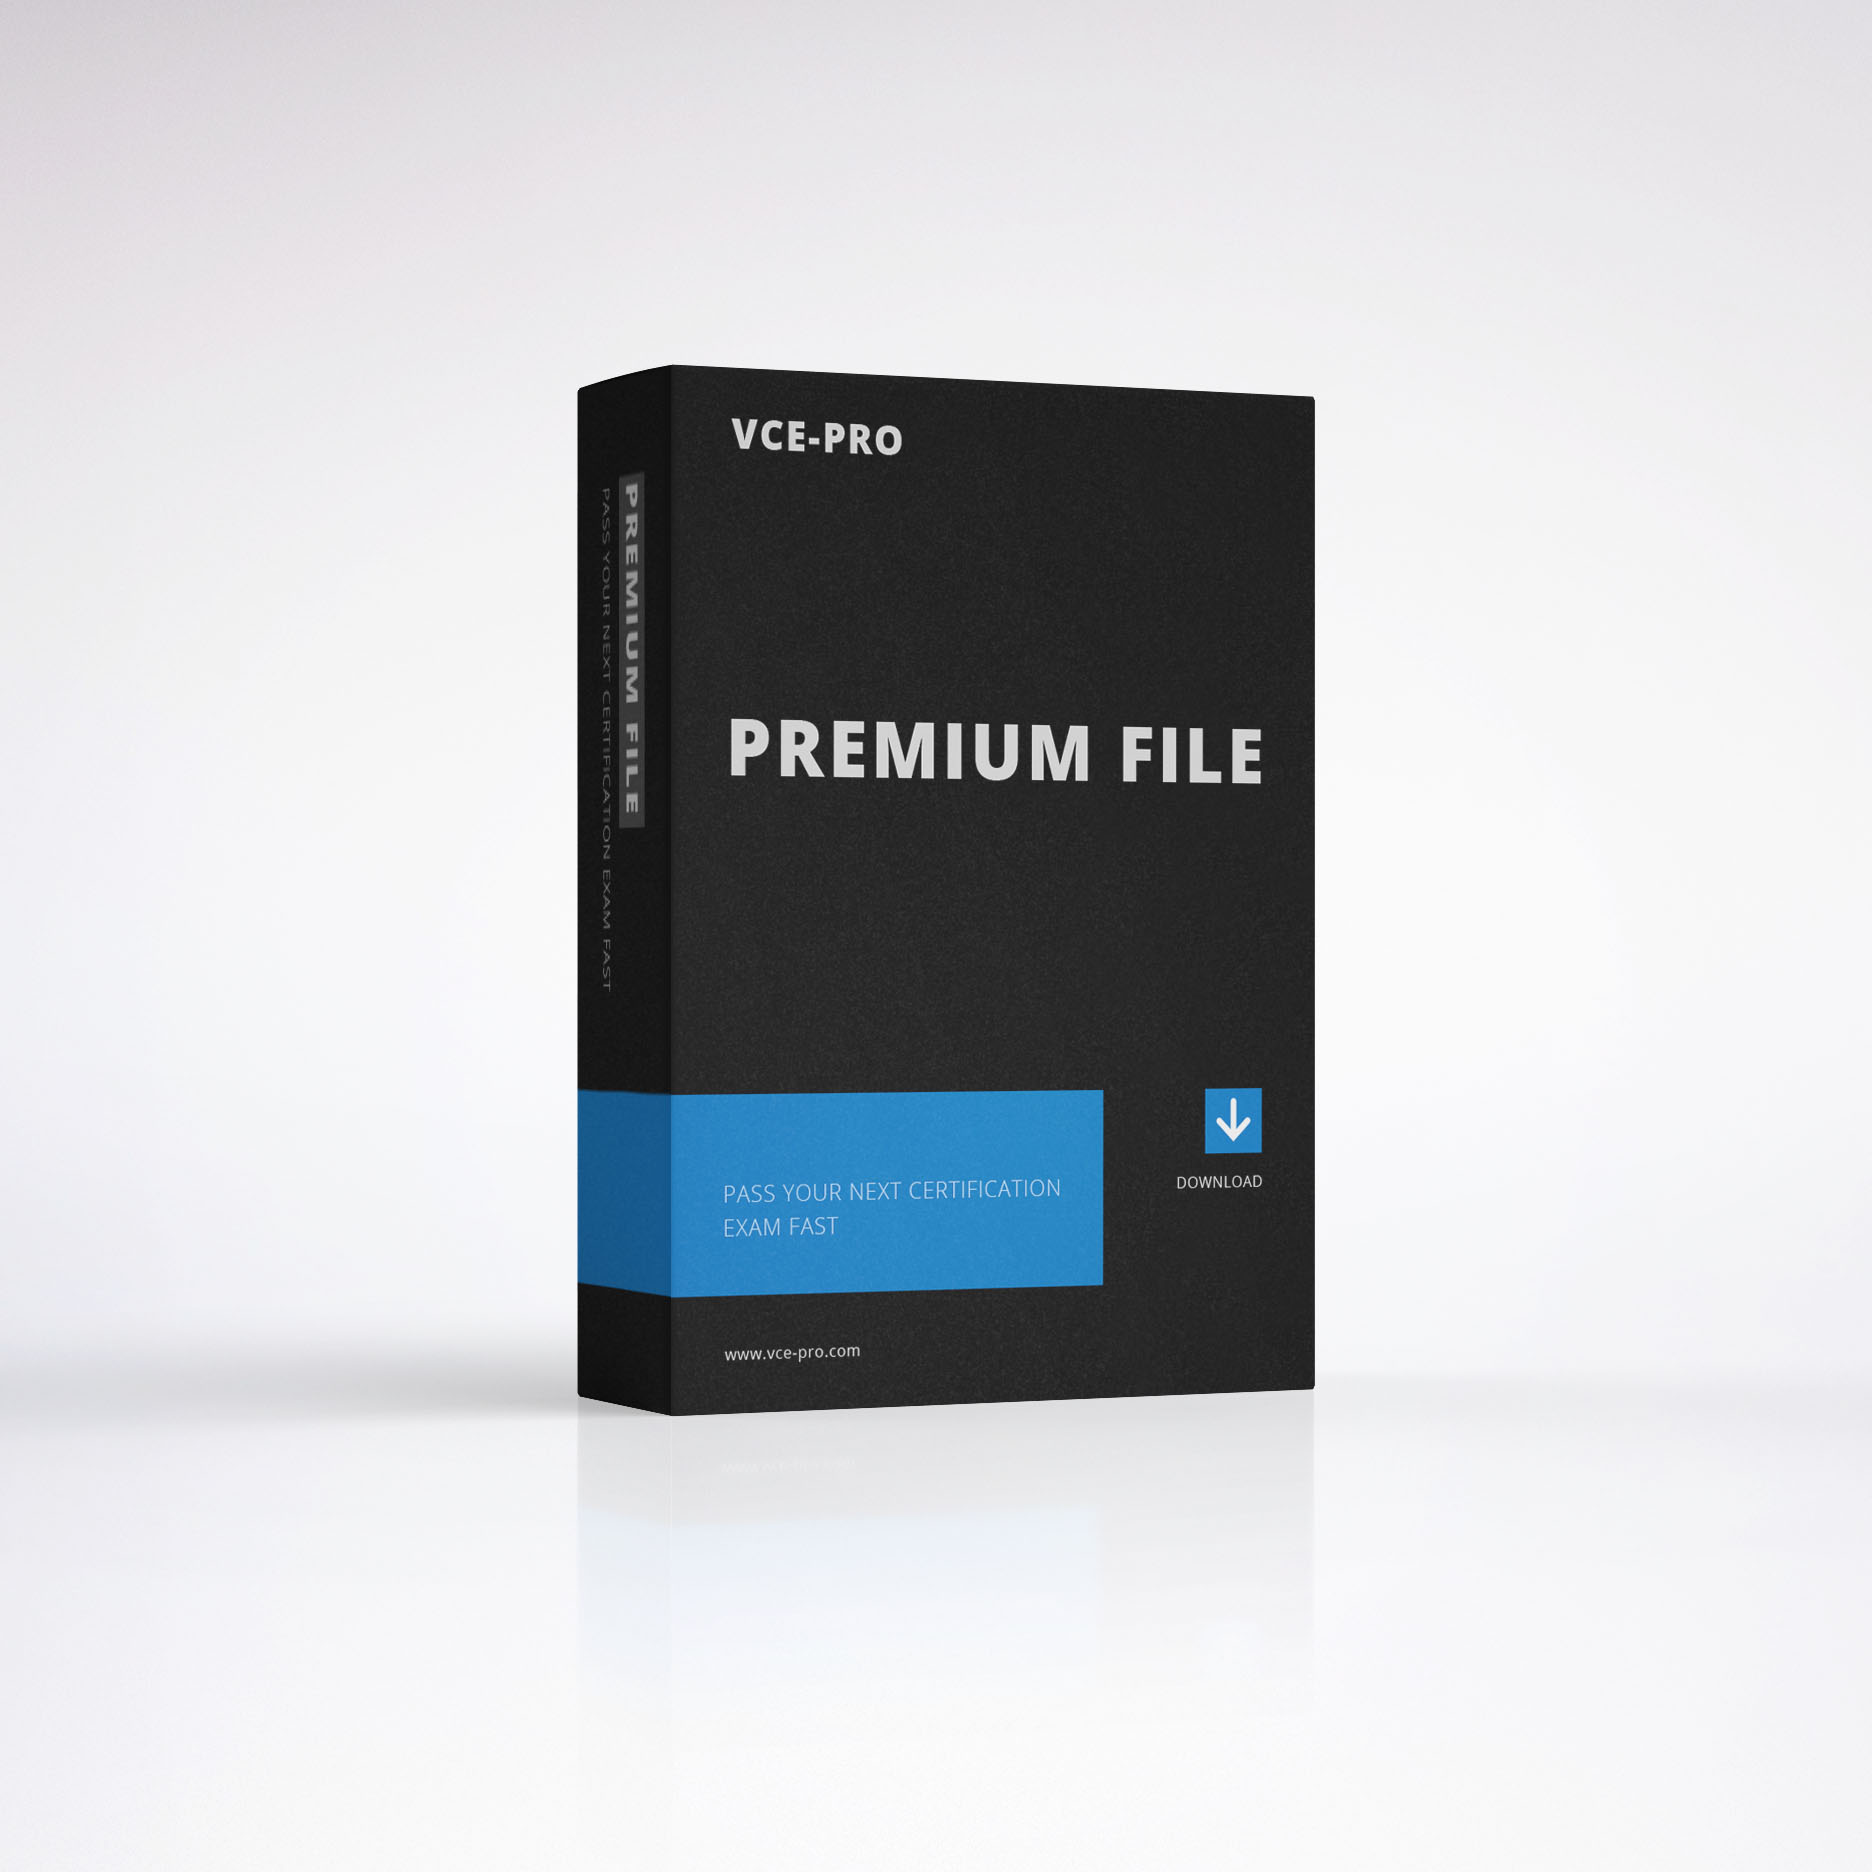 VCE-PRO
PREMIUM FILE
PASS YOUR NEXT CERTIFICATION EXAM FAST
PREMIUM FILE
PASS YOUR NEXT CERTIFICATION
EXAM FAST
DOWNLOAD
www.vce-pro.com